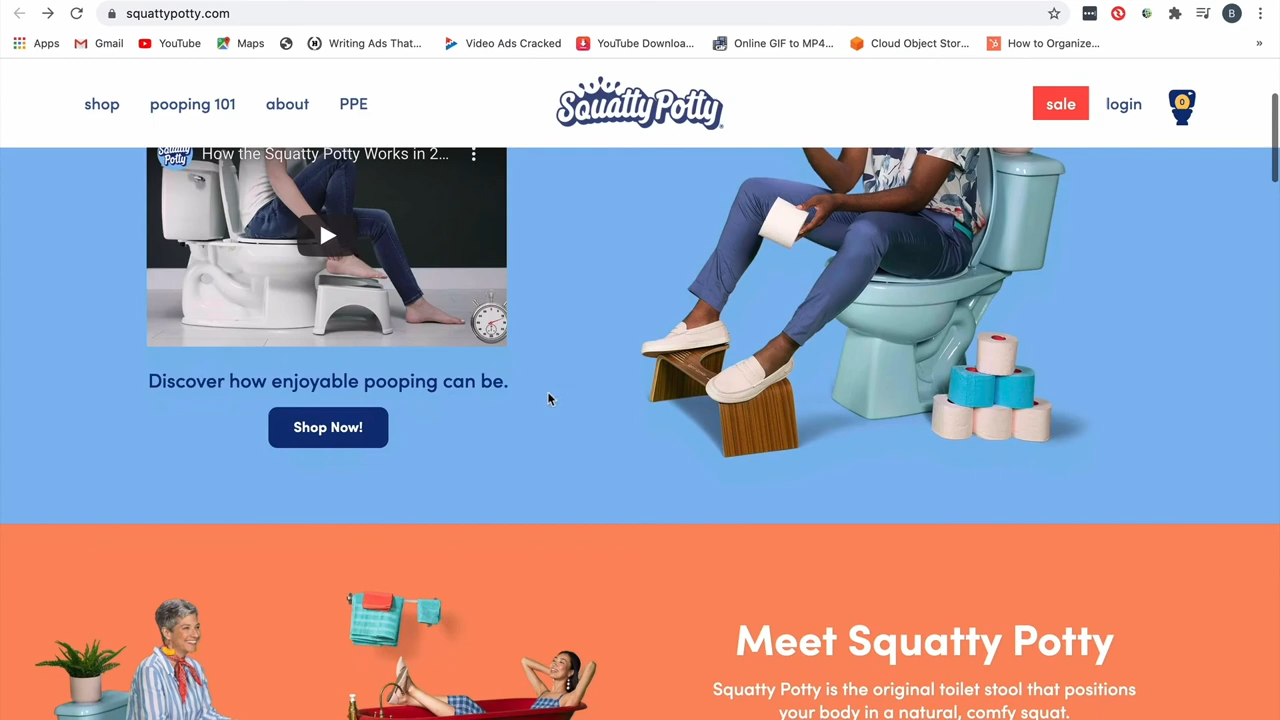 squattypotty.com
B
Apps
Gmail
YouTube
Maps
Writing Ads That...
Video Ads Cracked
YouTube Downloa...
Online GIF to MP4...
Cloud Object Stor...
How to Organize...
»
shop
pooping 101
about
PPE
Squatty Potty
sale
login
0
Squatty Potty
How the Squatty Potty Works in 2...
Discover how enjoyable pooping can be.
Shop Now!
Meet Squatty Potty
Squatty Potty is the original toilet stool that positions
your body in a natural, comfy squat.